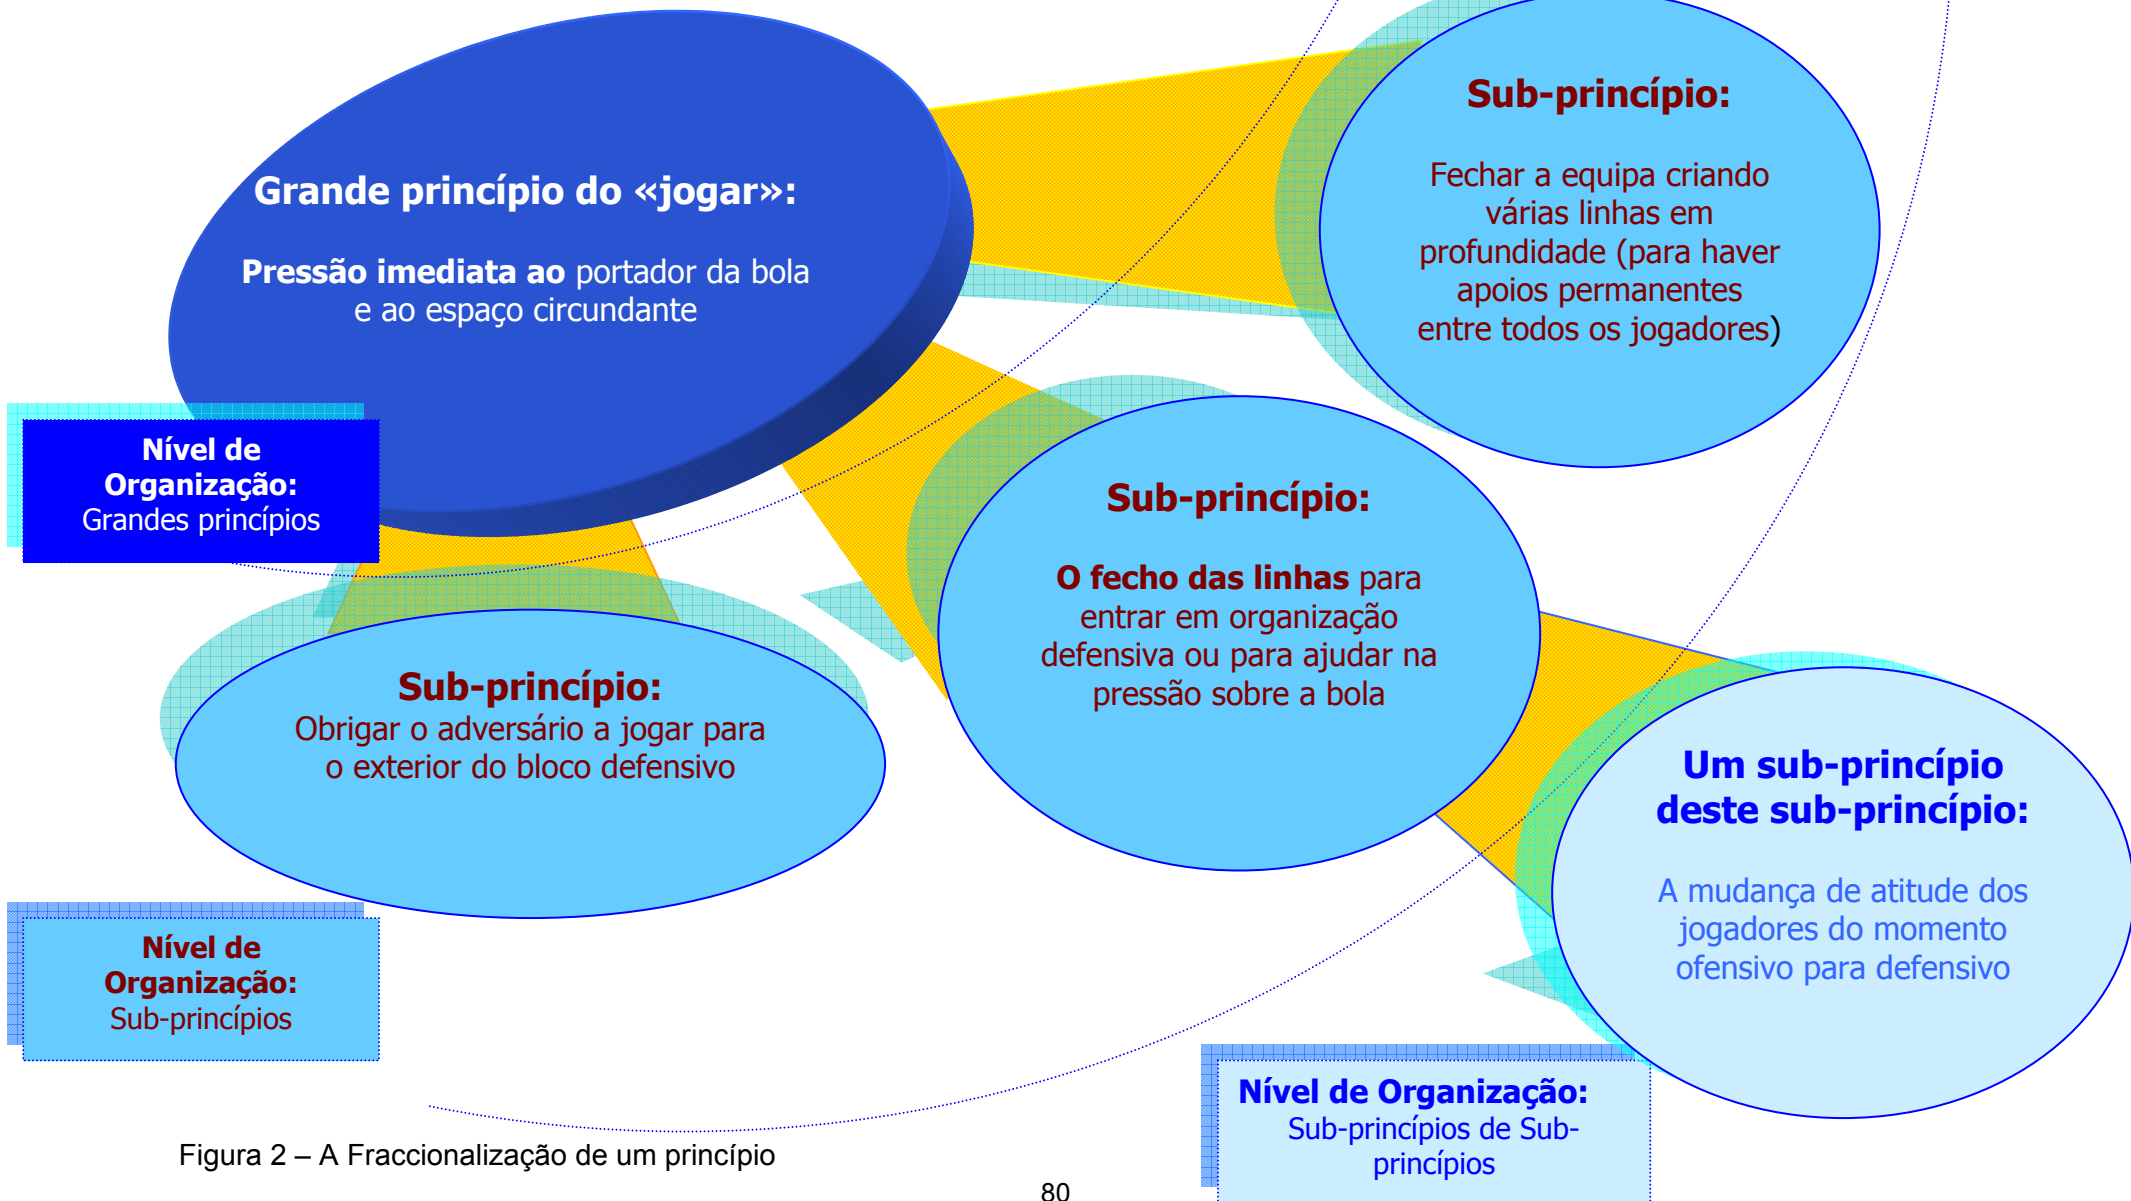 Grande princípio do «jogar»:
Pressão imediata ao portador da bola
e ao espaço circundante
Sub-princípio:
Fechar a equipa criando
várias linhas em
profundidade (para haver
apoios permanentes
entre todos os jogadores)
Nível de
Organização:
Grandes princípios
Sub-princípio:
O fecho das linhas para
entrar em organização
defensiva ou para ajudar na
pressão sobre a bola
Sub-princípio:
Obrigar o adversário a jogar para
o exterior do bloco defensivo
Um sub-princípio
deste sub-princípio:
A mudança de atitude dos
jogadores do momento
ofensivo para defensivo
Nível de
Organização:
Sub-princípios
Nível de Organização:
Sub-princípios de Sub-
princípios
Figura 2 – A Fraccionalização de um princípio
80